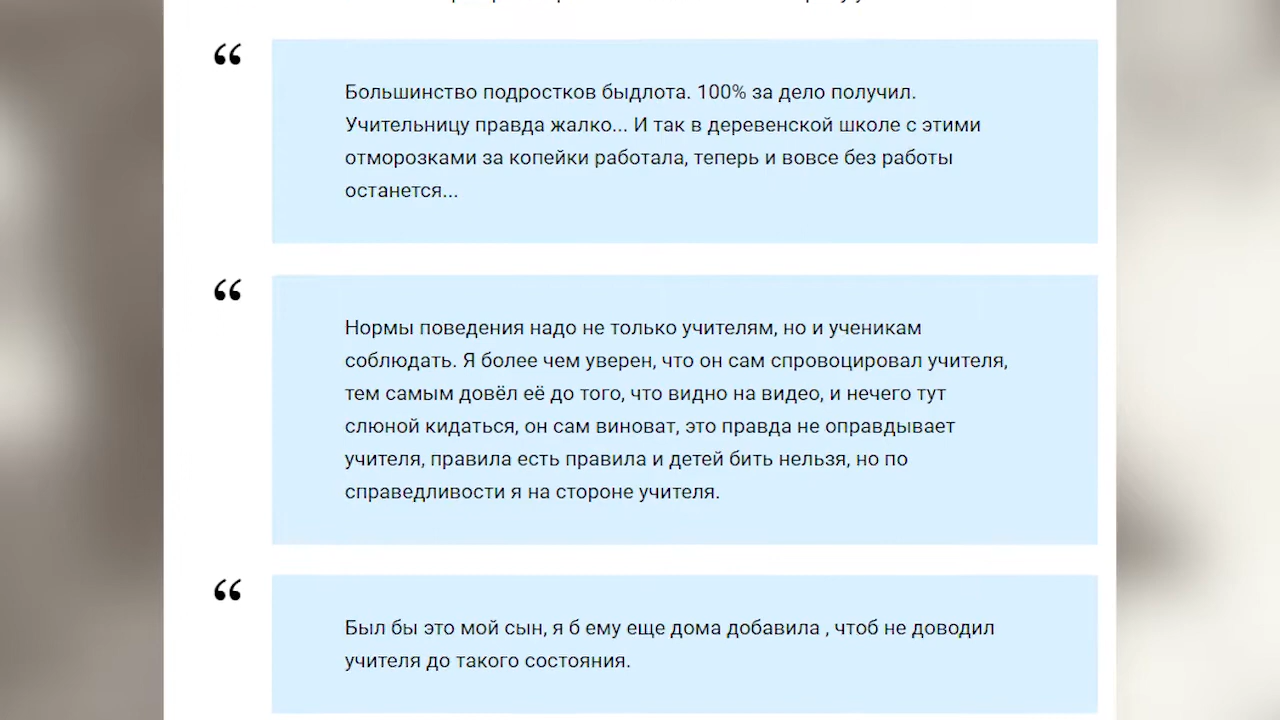 “
Большинство подростков быдлота. 100% за дело получил.
Учительницу правда жалко... И так в деревенской школе с этими
отморозками за копейки работала, теперь и вовсе без работы
останется...
“
Нормы поведения надо не только учителям, но и ученикам
соблюдать. Я более чем уверен, что он сам спровоцировал учителя,
тем самым довёл её до того, что видно на видео, и нечего тут
слюной кидаться, он сам виноват, это правда не оправдывает
учителя, правила есть правила и детей бить нельзя, но по
справедливости я на стороне учителя.
“
Был бы это мой сын, я б ему еще дома добавила , чтоб не доводил
учителя до такого состояния.